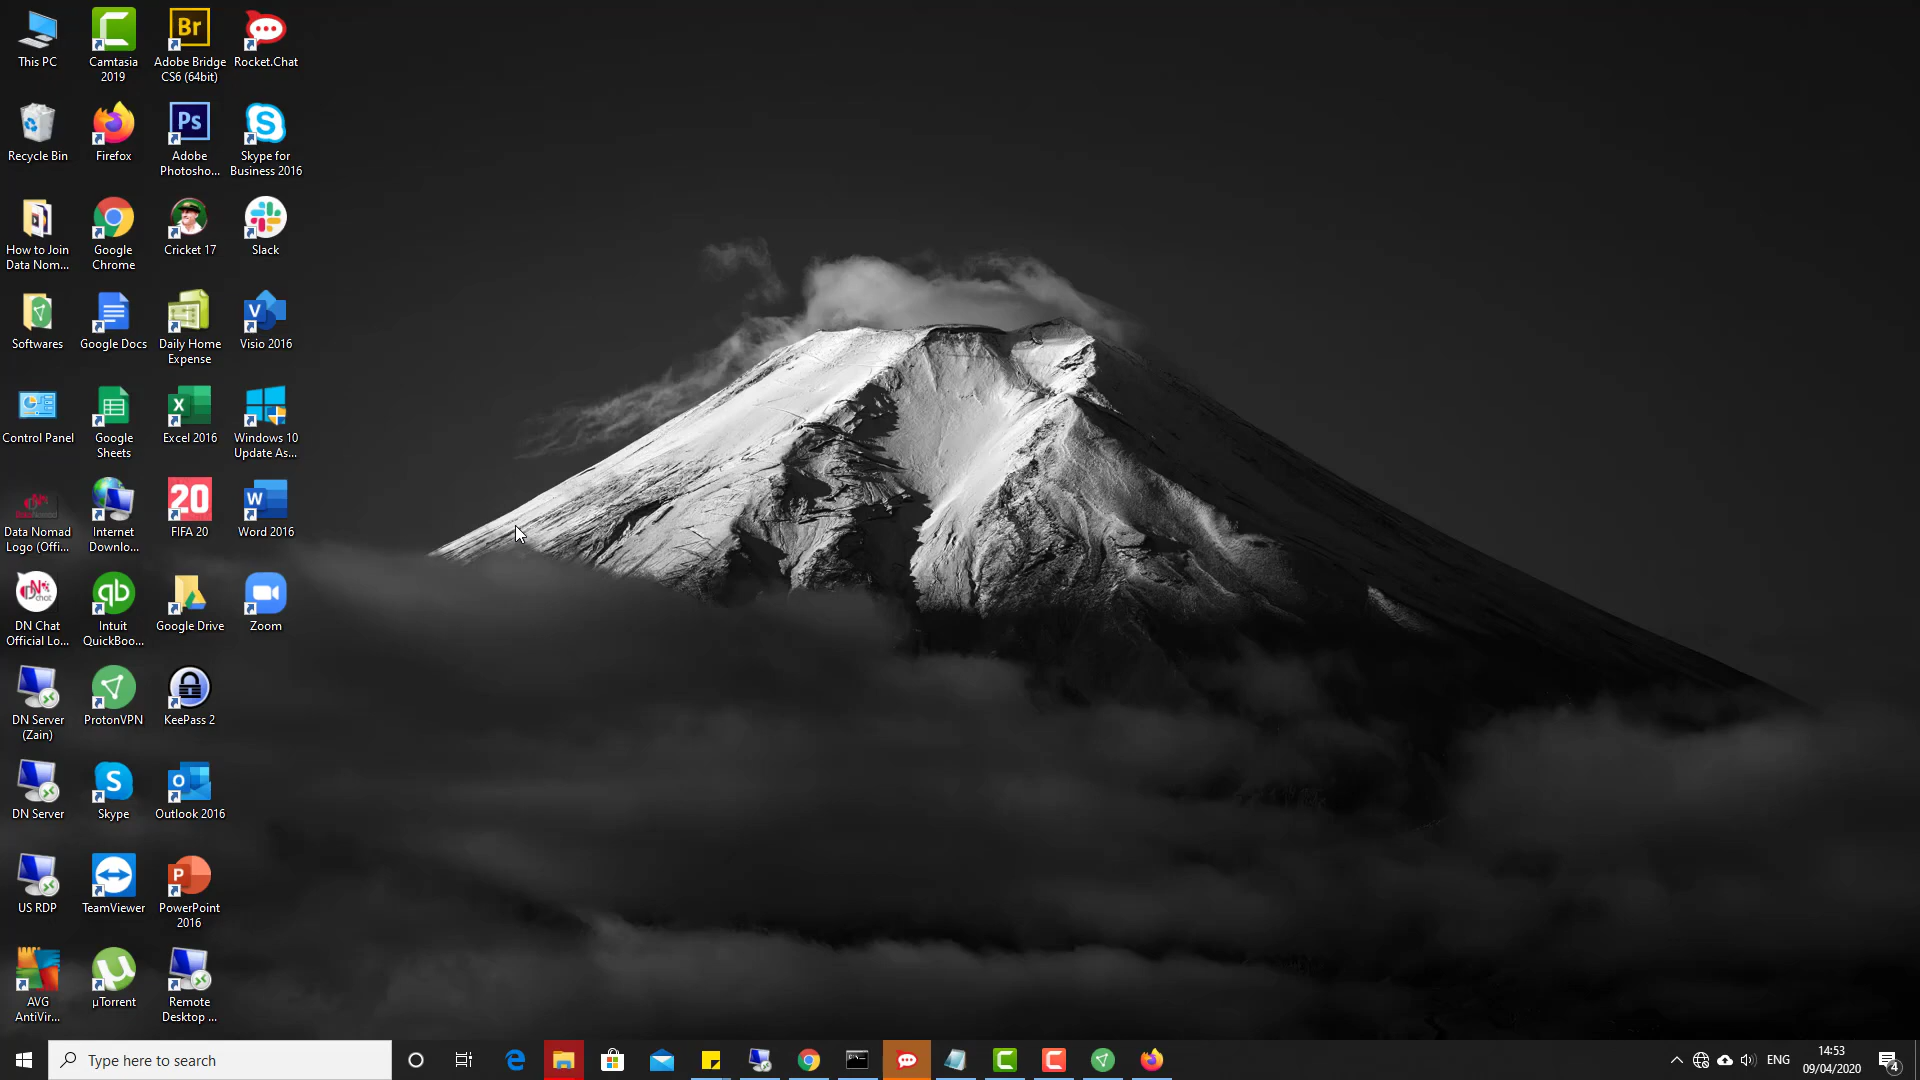 This PC
Camtasia
2019
Adobe Bridge
CS6 (64bit)
Rocket.Chat
Recycle Bin
Firefox
Adobe
Photosho...
Skype for
Business 2016
How to Join
Data Nom...
Google
Chrome
Cricket 17
Slack
Softwares
Google Docs
Daily Home
Expense
Visio 2016
Control Panel
Google
Sheets
Excel 2016
Windows 10
Update As...
Data Nomad
Logo (Offi...
Internet
Downlo...
FIFA 20
Word 2016
DN Chat
Official Lo...
Intuit
QuickBoo...
Google Drive
Zoom
DN Server
(Zain)
ProtonVPN
KeePass 2
DN Server
Skype
Outlook 2016
US RDP
TeamViewer
PowerPoint
2016
AVG
AntiVir...
µTorrent
Remote
Desktop ...
Type here to search
ENG
14:53
09/04/2020
4
Br
Ps
20
qb